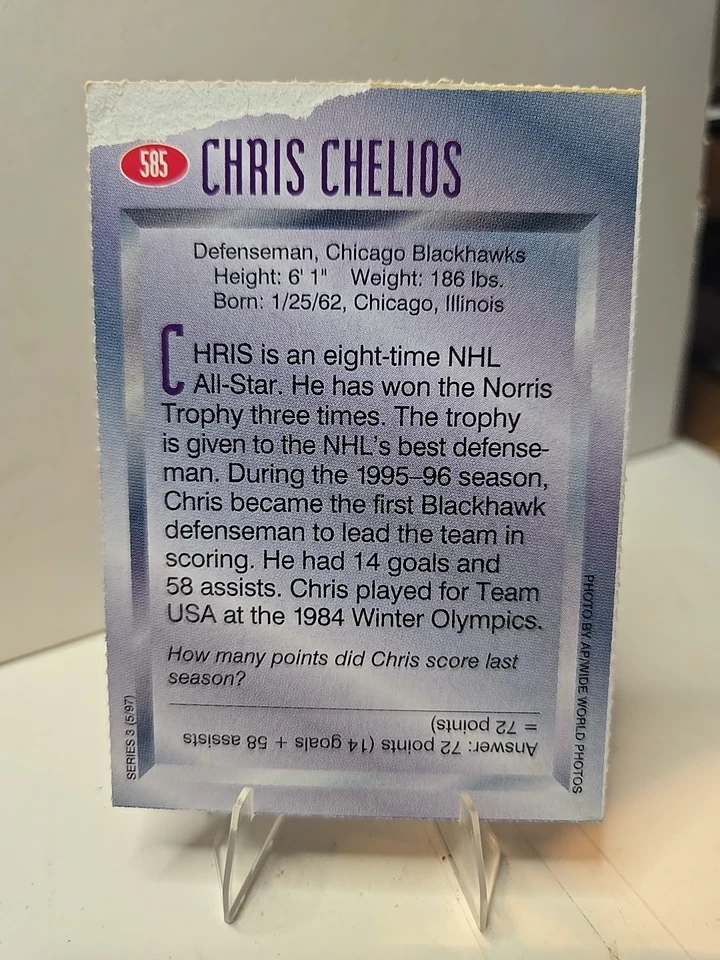 585 CHRIS CHELIOS
Defenseman, Chicago Blackhawks
Height: 6' 1" Weight: 186 lbs.
Born: 1/25/62, Chicago, Illinois
CHRIS is an eight-time NHL
All-Star. He has won the Norris
Trophy three times. The trophy
is given to the NHL's best defense-
man. During the 1995–96 season,
Chris became the first Blackhawk
defenseman to lead the team in
scoring. He had 14 goals and
58 assists. Chris played for Team
USA at the 1984 Winter Olympics.
How many points did Chris score last
season?
Answer: 72 points (14 goals + 58 assists
= 72 points)
SERIES 3 (5/97)
PHOTO BY AP/WIDE WORLD PHOTOS